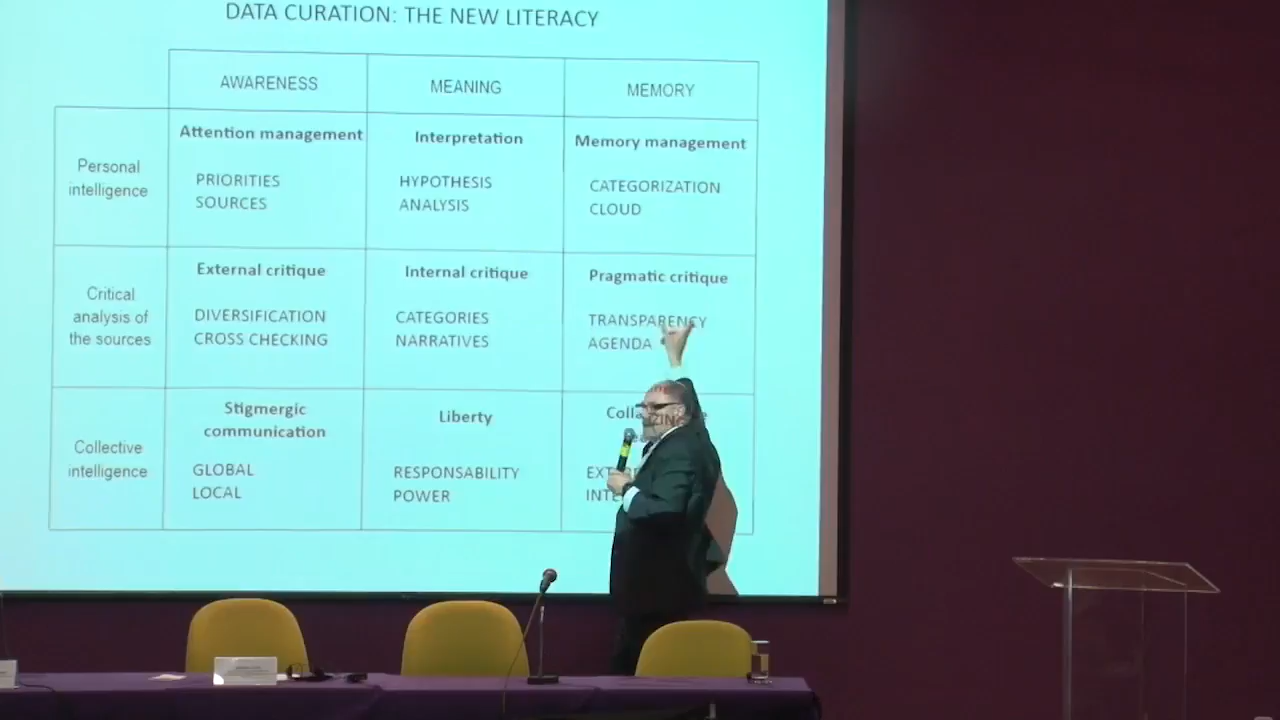 DATA CURATION: THE NEW LITERACY
AWARENESS
MEANING
MEMORY
Personal
intelligence
Attention management
PRIORITIES
SOURCES
Interpretation
HYPOTHESIS
ANALYSIS
Memory management
CATEGORIZATION
CLOUD
Critical
analysis of
the sources
External critique
DIVERSIFICATION
CROSS CHECKING
Internal critique
CATEGORIES
NARRATIVES
Pragmatic critique
TRANSPARENCY
AGENDA
Collective
intelligence
Stigmergic
communication
GLOBAL
LOCAL
Liberty
RESPONSABILITY
POWER